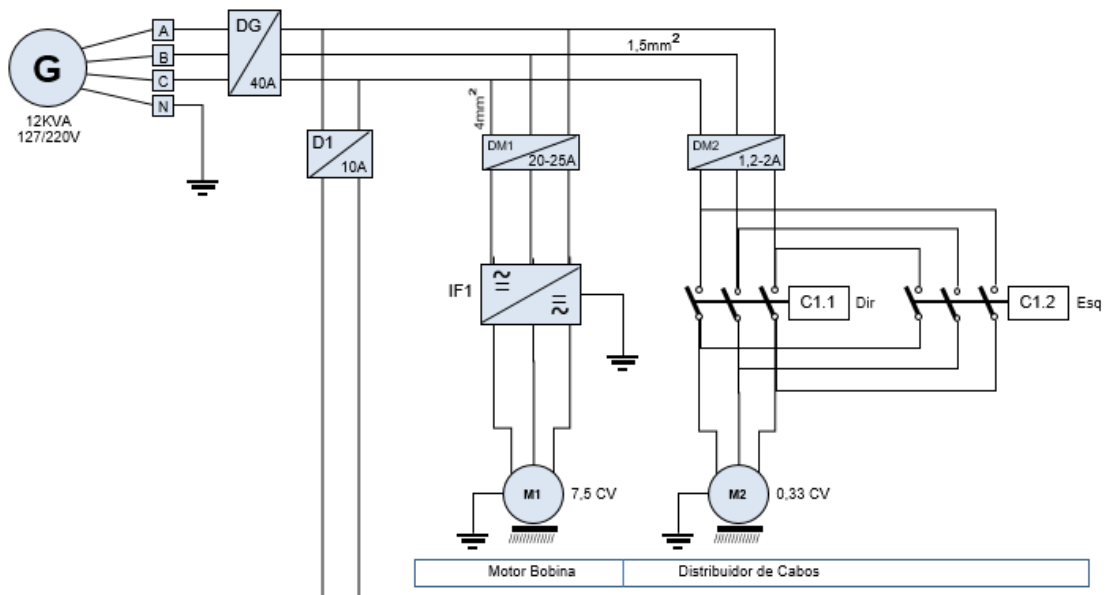 G
12KVA
127/220V
A
B
C
N
DG
40A
1,5mm²
4mm²
D1
10A
DM1
20-25A
DM2
1,2-2A
IF1
C1.1
Dir
C1.2
Esq
M1
7,5 CV
M2
0,33 CV
Motor Bobina
Distribuidor de Cabos